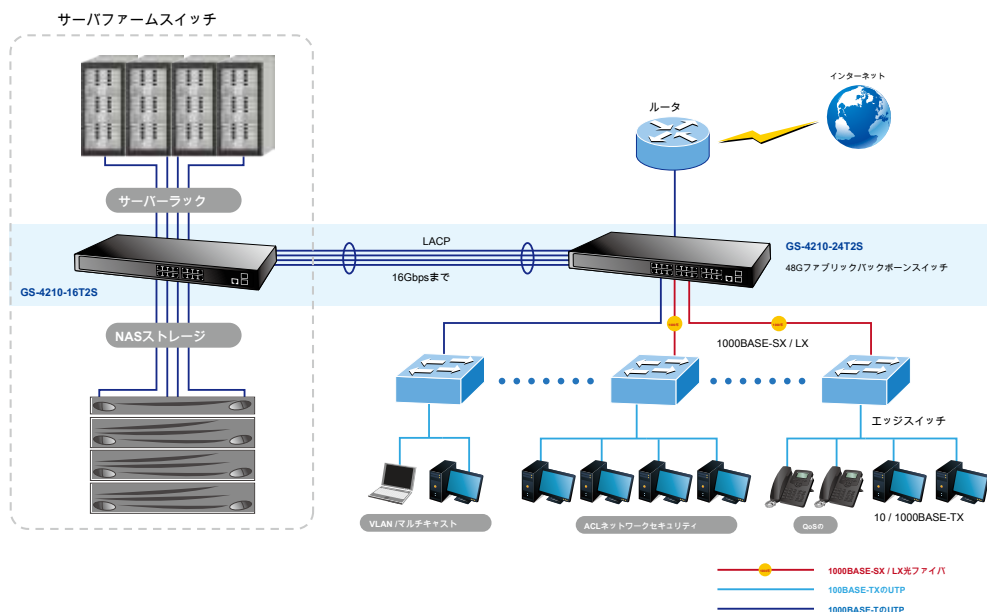 サーバファームスイッチ
インターネット
ルータ
サーバーラック
LACP
GS-4210-24T2S
16Gbpsまで
48Gファブリックバックボーンスイッチ
GS-4210-16T2S
NASストレージ
1000BASE-SX / LX
エッジスイッチ
VLAN /マルチキャスト
ACLネットワークセキュリティ
QoSの
10 / 1000BASE-TX
1000BASE-SX / LX光ファイバ
100BASE-TXのUTP
1000BASE-TのUTP